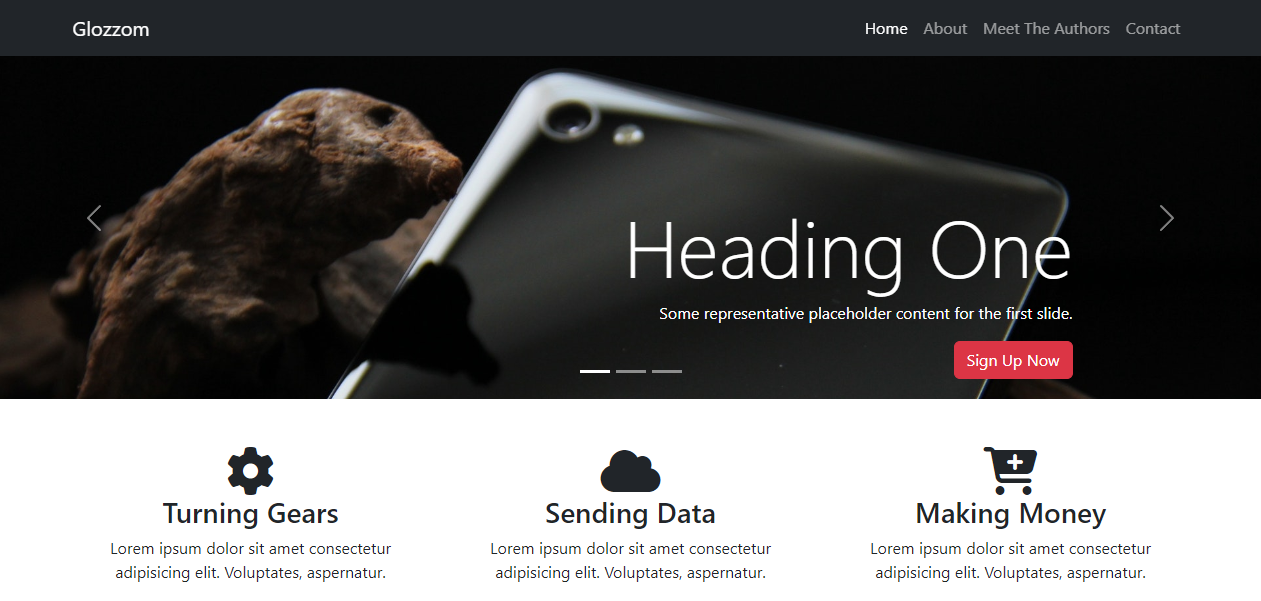 Glozzom
Home About Meet The Authors Contact
Heading One
Some representative placeholder content for the first slide.
Sign Up Now
Turning Gears
Lorem ipsum dolor sit amet consectetur
adipisicing elit. Voluptates, aspernatur.
Sending Data
Lorem ipsum dolor sit amet consectetur
adipisicing elit. Voluptates, aspernatur.
Making Money
Lorem ipsum dolor sit amet consectetur
adipisicing elit. Voluptates, aspernatur.